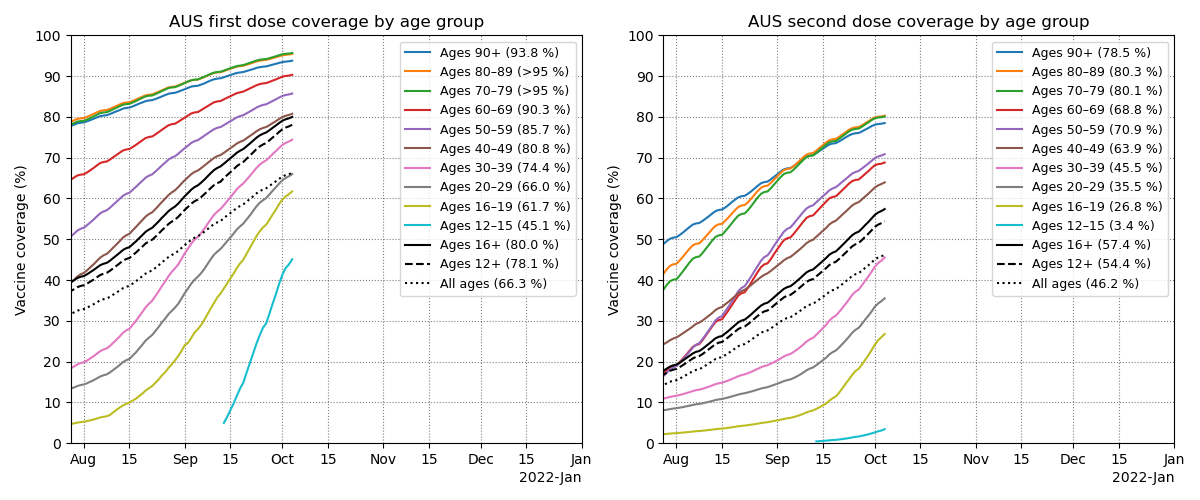 AUS first dose coverage by age group
Vaccine coverage (%)
100
90
80
70
60
50
40
30
20
10
0
Aug 15 Sep 15 Oct 15 Nov 15 Dec 15 Jan
2022-Jan
Ages 90+ (93.8 %)
Ages 80–89 (>95 %)
Ages 70–79 (>95 %)
Ages 60–69 (90.3 %)
Ages 50–59 (85.7 %)
Ages 40–49 (80.8 %)
Ages 30–39 (74.4 %)
Ages 20–29 (66.0 %)
Ages 16–19 (61.7 %)
Ages 12–15 (45.1 %)
Ages 16+ (80.0 %)
Ages 12+ (78.1 %)
All ages (66.3 %)
AUS second dose coverage by age group
Vaccine coverage (%)
100
90
80
70
60
50
40
30
20
10
0
Aug 15 Sep 15 Oct 15 Nov 15 Dec 15 Jan
2022-Jan
Ages 90+ (78.5 %)
Ages 80–89 (80.3 %)
Ages 70–79 (80.1 %)
Ages 60–69 (68.8 %)
Ages 50–59 (70.9 %)
Ages 40–49 (63.9 %)
Ages 30–39 (45.5 %)
Ages 20–29 (35.5 %)
Ages 16–19 (26.8 %)
Ages 12–15 (3.4 %)
Ages 16+ (57.4 %)
Ages 12+ (54.4 %)
All ages (46.2 %)